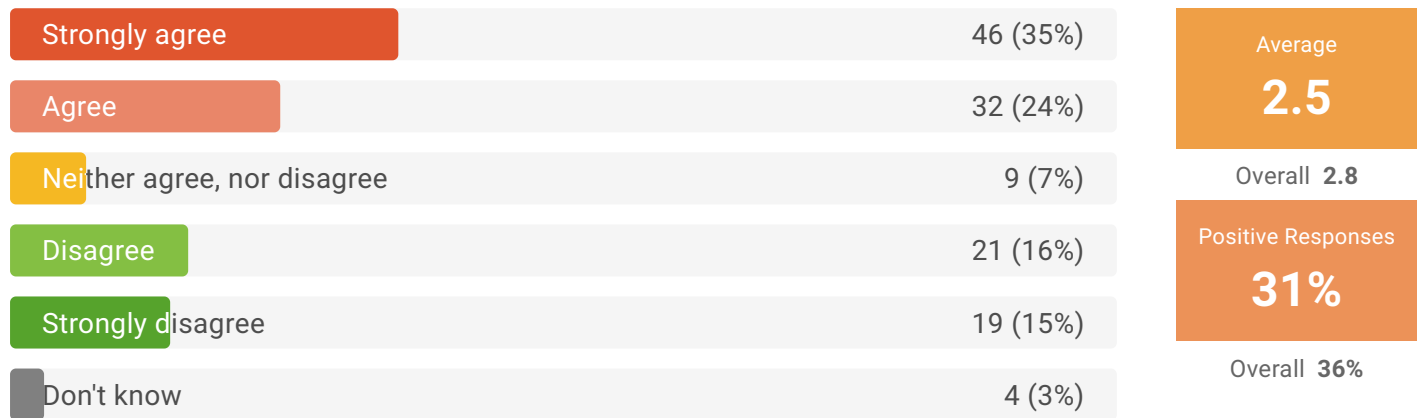 Strongly agree 46 (35%)
Agree 32 (24%)
Neither agree, nor disagree 9 (7%)
Disagree 21 (16%)
Strongly disagree 19 (15%)
Don't know 4 (3%)
Average
2.5
Overall 2.8
Positive Responses
31%
Overall 36%